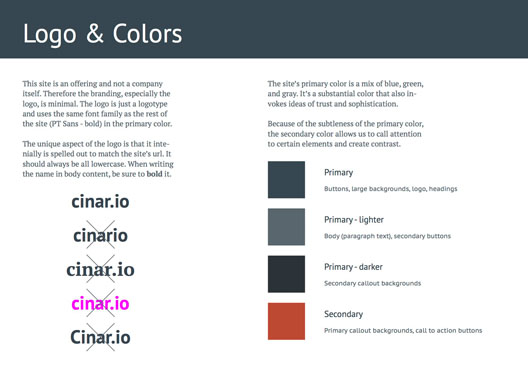 Logo & Colors
This site is an offering and not a company
itself. Therefore the branding, especially the
logo, is minimal. The logo is just a logotype
and uses the same font family as the rest of
the site (PT Sans - bold) in the primary color.
The unique aspect of the logo is that it inte-
nially is spelled out to match the site's url. It
should always be all lowercase. When writing
the name in body content, be sure to bold it.
cinar.io
cinario
cinar.io
cinar.io
Cinar.io
The site's primary color is a mix of blue, green,
and gray. It's a substantial color that also in-
vokes ideas of trust and sophistication.
Because of the subtleness of the primary color,
the secondary color allows us to call attention
to certain elements and create contrast.
Primary
Buttons, large backgrounds, logo, headings
Primary - lighter
Body (paragraph text), secondary buttons
Primary - darker
Secondary callout backgrounds
Secondary
Primary callout backgrounds, call to action buttons